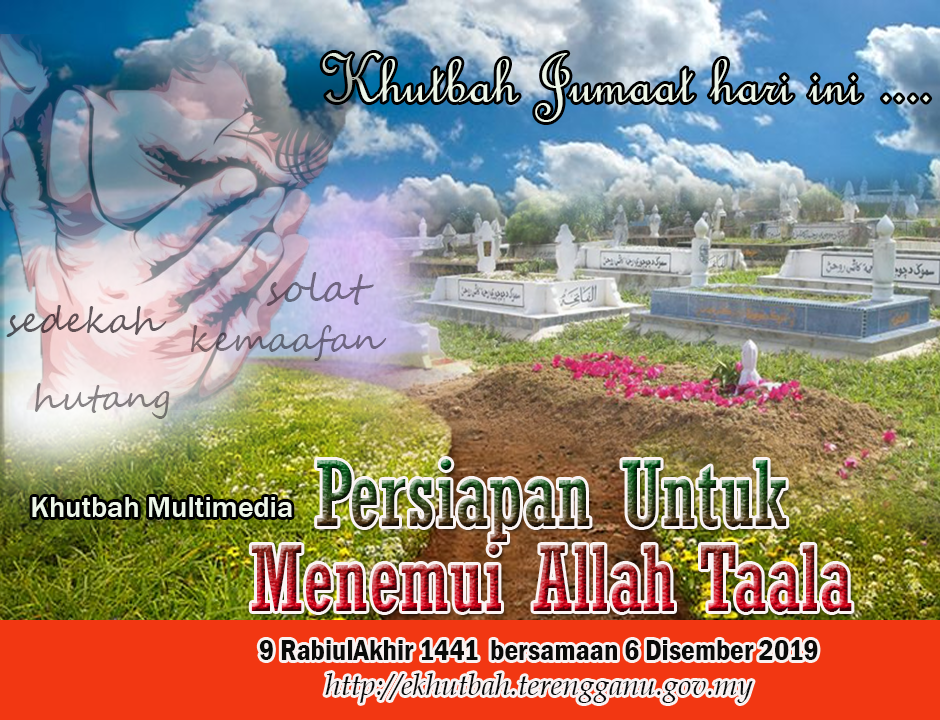 Khutbah Jumaat hari ini ....
solat
sedekah
kemaafan
hutang
الفاتحة
Khutbah Multimedia
Persiapan Untuk
Menemui Allah Taala
9 RabiulAkhir 1441 bersamaan 6 Disember 2019
http://ekhutbah.terengganu.gov.my